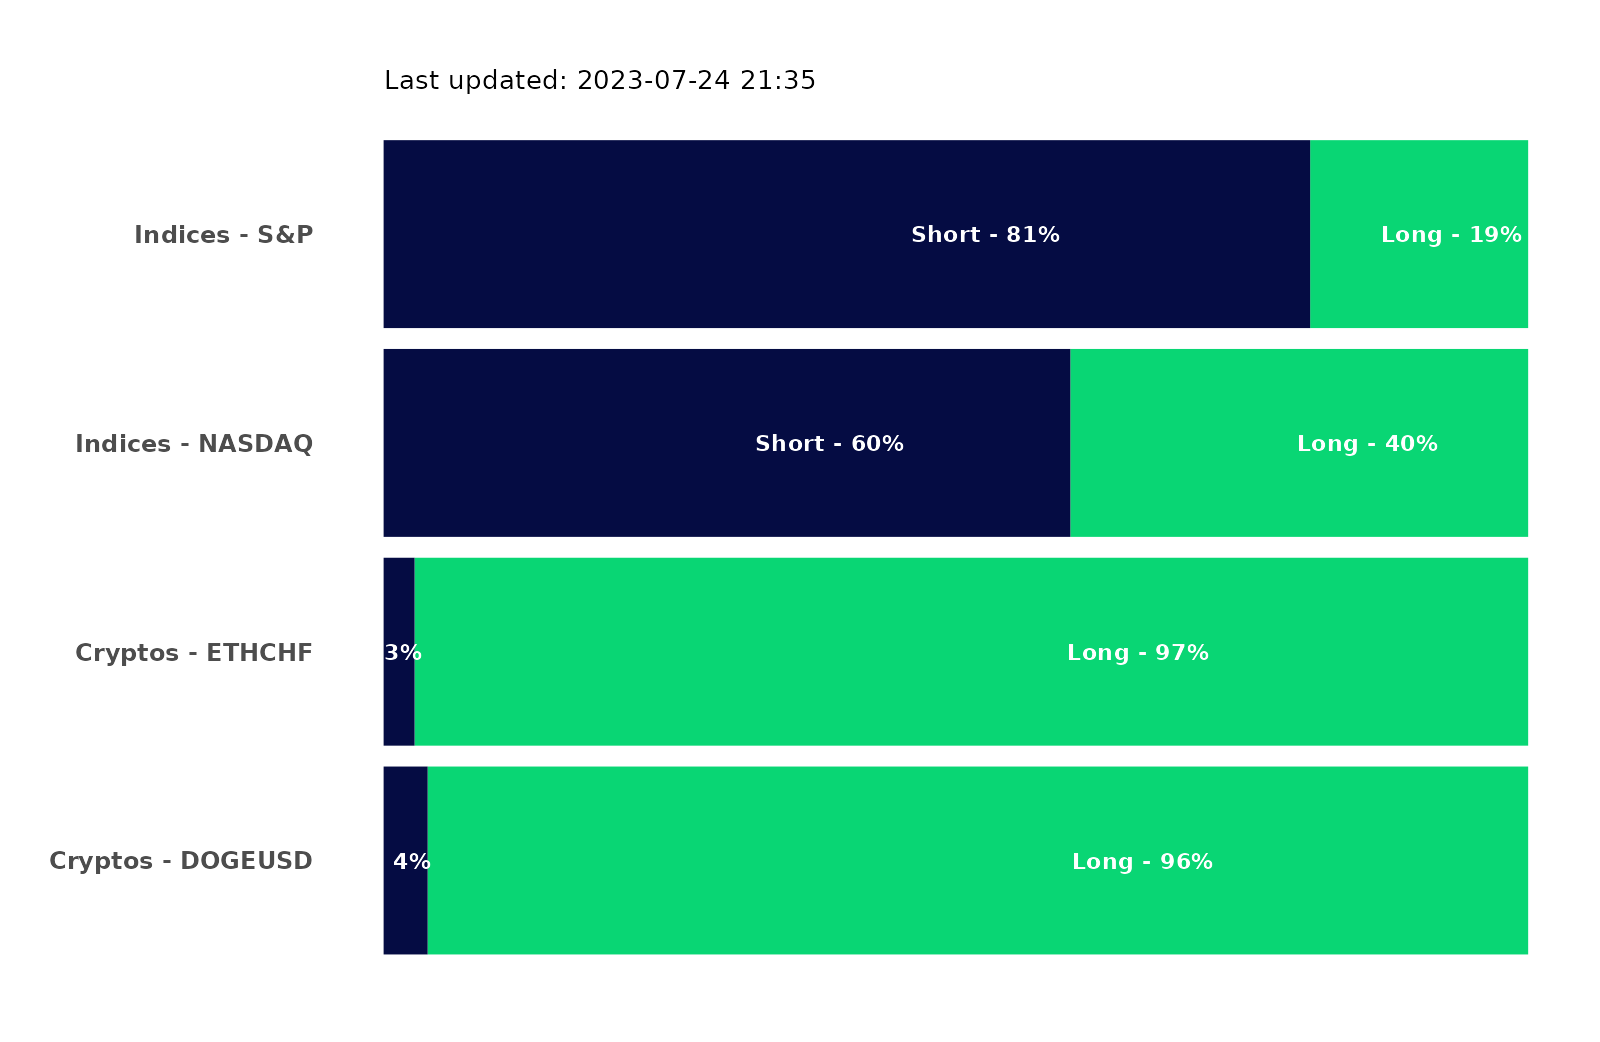 Last updated: 2023-07-24 21:35
Indices - S&P
Short - 81%
Long - 19%
Indices - NASDAQ
Short - 60%
Long - 40%
Cryptos - ETHCHF
3%
Long - 97%
Cryptos - DOGEUSD
4%
Long - 96%